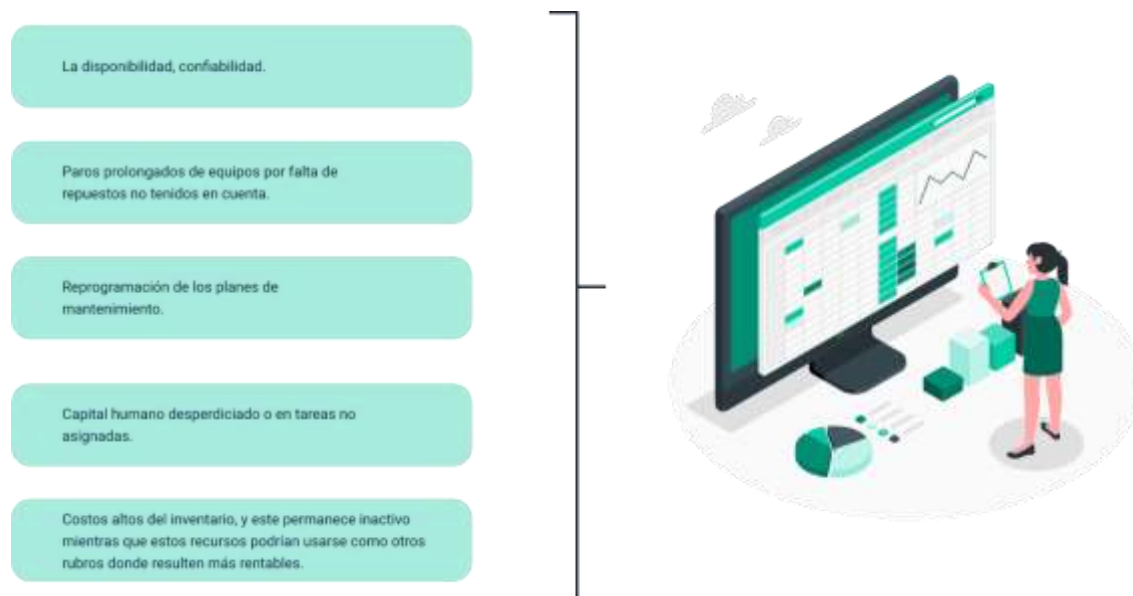 La disponibilidad, confiabilidad.
Paros prolongados de equipos por falta de
repuestos no tenidos en cuenta.
Reprogramación de los planes de
mantenimiento.
Capital humano desperdiciado o en tareas no
asignadas.
Costos altos del inventario, y este permanece inactivo
mientras que estos recursos podrían usarse como otros
rubros donde resulten más rentables.